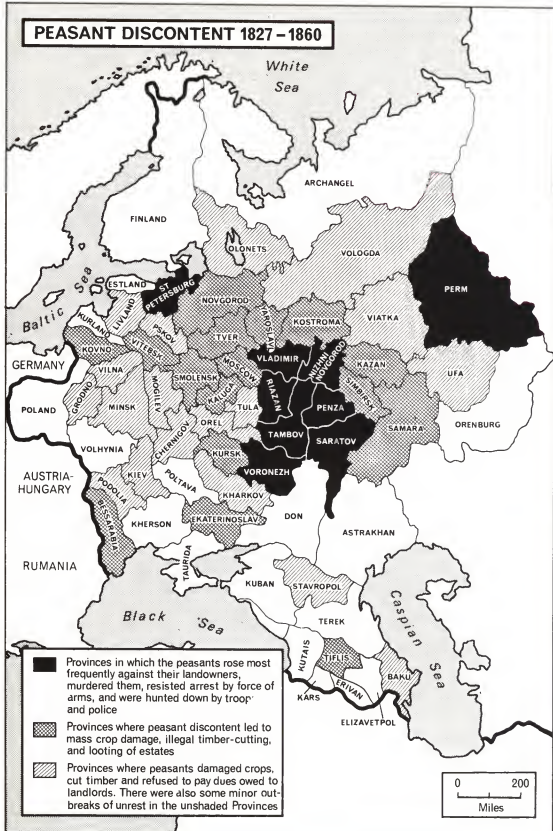 PEASANT DISCONTENT 1827–1860
White
Sea
ARCHANGEL
FINLAND
OLONETS
VOLOGDA
PERM
Baltic Sea
ESTLAND
ST
PETERSBURG
LIVLAND
NOVGOROD
PSKOV
YAROSLAVL
KOSTROMA
VIATKA
KURLAND
TVER
VITEBSK
KOVNO
VLADIMIR
NIZHNI
NOVGOROD
KAZAN
UFA
GERMANY
VILNA
SMOLENSK
MOSCOW
KALUGA
RIAZAN
SIMBIRSK
GRODNO
POLAND
MINSK
MOGILEV
TULA
PENZA
SAMARA
ORENBURG
OREL
TAMBOV
SARATOV
VOLHYNIA
CHERNIGOV
KURSK
VORONEZH
AUSTRIA-
HUNGARY
KIEV
POLTAVA
KHARKOV
PODOLIA
BESSARABIA
KHERSON
EKATERINOSLAV
DON
ASTRAKHAN
RUMANIA
TAURIDA
KUBAN
STAVROPOL
Black Sea
TEREK
Caspian Sea
KUTAIS
TIFLIS
BAKU
KARS
ERIVAN
ELIZAVETPOL
Provinces in which the peasants rose most
frequently against their landowners,
murdered them, resisted arrest by force of
arms, and were hunted down by troop
and police
Provinces where peasant discontent led to
mass crop damage, illegal timber-cutting,
and looting of estates
Provinces where peasants damaged crops,
cut timber and refused to pay dues owed to
landlords. There were also some minor out-
breaks of unrest in the unshaded Provinces
0 200
Miles